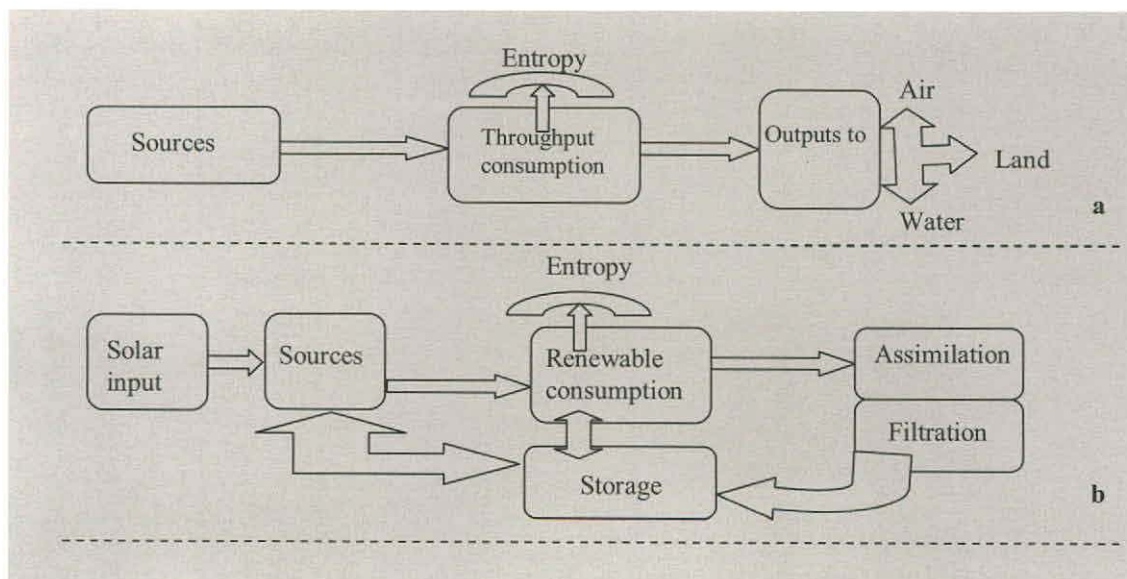 Entropy
Sources
Throughput
consumption
Outputs to
Air
Land
Water
a
Entropy
Solar
input
Sources
Renewable
consumption
Assimilation
Filtration
Storage
b